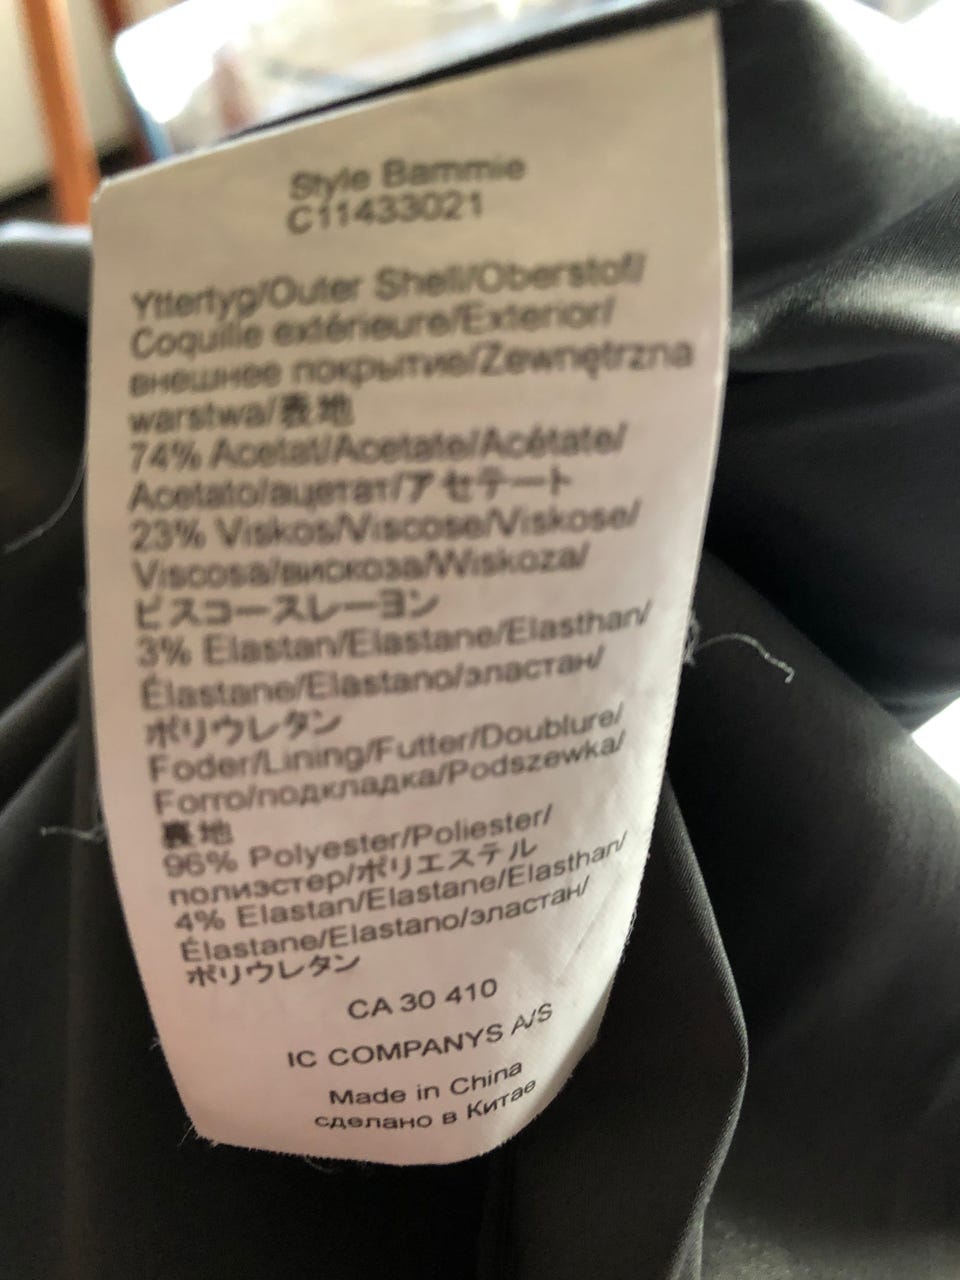 Style Bammie
C11433021
Yttertyg/Outer Shell/Oberstof/
Coquille extérieure/Exterior/
внешнее покрытие/Zewnętrzna
warstwa/表地
74% Acetat/Acetate/Acétate/
Acetato/ацетат/アセテート
23% Viskos/Viscose/Viskose/
Viscosa/вискоза/Wiskoza/
ビスコースレーヨン
3% Elastan/Elastane/Elasthan/
Élastane/Elastano/эластан/
ポリウレタン
Foder/Lining/Futter/Doublure/
Forro/подкладка/Podszewka/
裏地
96% Polyester/Poliester/
полиэстер/ポリエステル
4% Elastan/Elastane/Elasthan/
Élastane/Elastano/эластан/
ポリウレタン
CA 30 410
IC COMPANYS A/S
Made in China
сделано в Китае